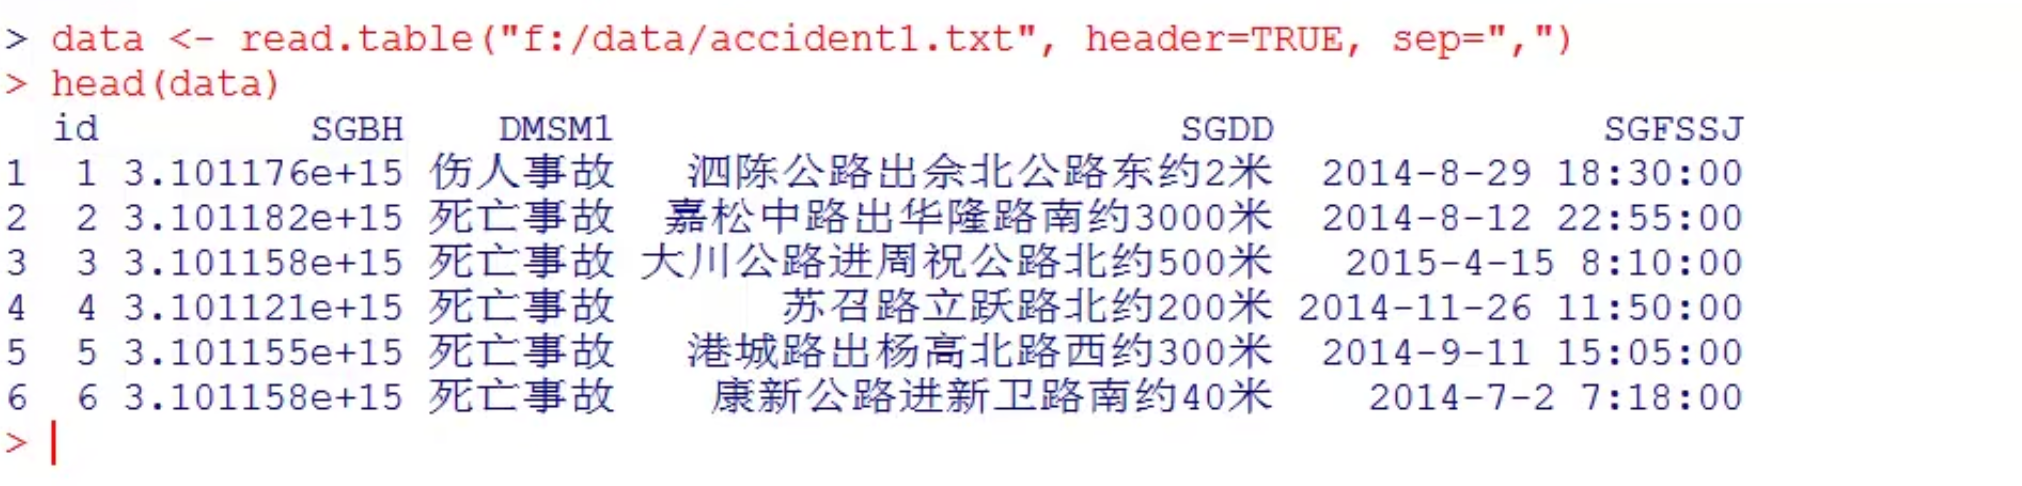 > data <- read.table("f:/data/accident1.txt", header=TRUE, sep=",")
> head(data)
id SGBH DMSM1 SGDD SGFSSJ
1 1 3.101176e+15 伤人事故 泗陈公路出佘北公路东约2米 2014-8-29 18:30:00
2 2 3.101182e+15 死亡事故 嘉松中路出华隆路南约3000米 2014-8-12 22:55:00
3 3 3.101158e+15 死亡事故 大川公路进周祝公路北约500米 2015-4-15 8:10:00
4 4 3.101121e+15 死亡事故 苏召路立跃路北约200米 2014-11-26 11:50:00
5 5 3.101155e+15 死亡事故 港城路出杨高北路西约300米 2014-9-11 15:05:00
6 6 3.101158e+15 死亡事故 康新公路进新卫路南约40米 2014-7-2 7:18:00
>